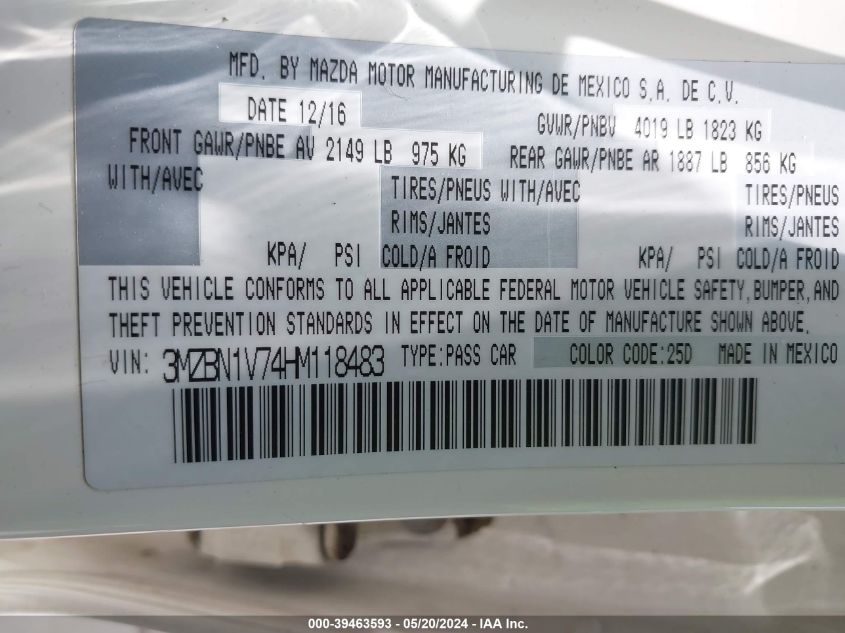 MFD. BY MAZDA MOTOR MANUFACTURING DE MEXICO S.A. DE C.V.
DATE 12/16 GVWR/PNBV 4019 LB 1823 KG
FRONT GAWR/PNBE AV 2149 LB 975 KG REAR GAWR/PNBE AR 1887 LB 856 KG
WITH/AVEC TIRES/PNEUS WITH/AVEC TIRES/PNEUS
RIMS/JANTES RIMS/JANTES
KPA/ PSI COLD/A FROID KPA/ PSI COLD/A FROID
THIS VEHICLE CONFORMS TO ALL APPLICABLE FEDERAL MOTOR VEHICLE SAFETY, BUMPER, AND
THEFT PREVENTION STANDARDS IN EFFECT ON THE DATE OF MANUFACTURE SHOWN ABOVE.
VIN: 3MZBN1V74HM118483 TYPE:PASS CAR COLOR CODE:25D MADE IN MEXICO
000-39463593 - 05/20/2024 - IAA Inc.